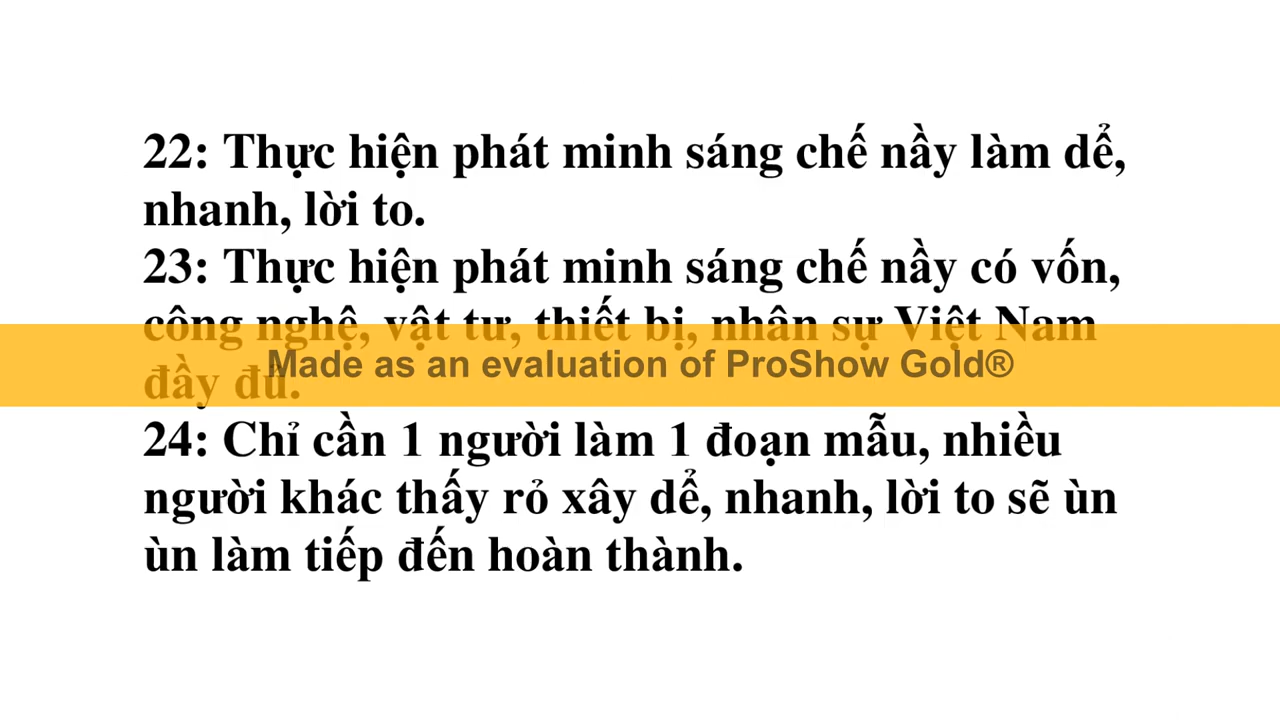 22: Thực hiện phát minh sáng chế nầy làm dể,
nhanh, lời to.
23: Thực hiện phát minh sáng chế nầy có vốn,
công nghệ, vật tư, thiết bị, nhân sự Việt Nam
đầy đủ.
Made as an evaluation of ProShow Gold®
24: Chỉ cần 1 người làm 1 đoạn mẫu, nhiều
người khác thấy rỏ xây dể, nhanh, lời to sẽ ùn
ùn làm tiếp đến hoàn thành.